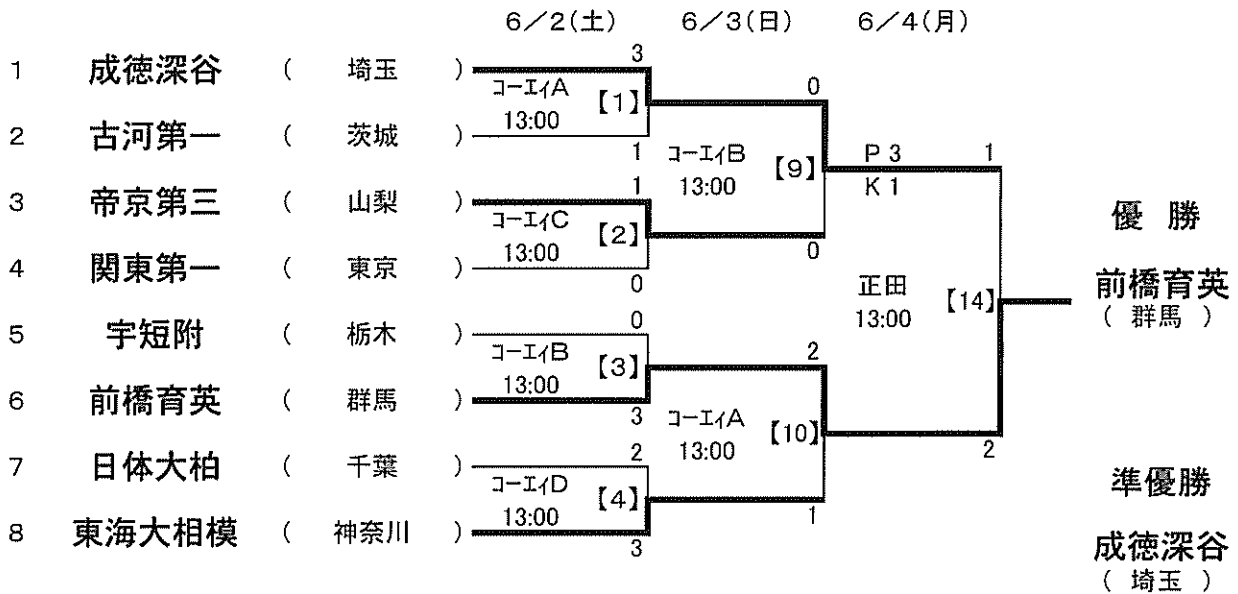 6／2(土) 6／3(日) 6／4(月)
1 成徳深谷 ( 埼玉 ) 3
コーエィA 【1】 0
13:00
2 古河第一 ( 茨城 ) 1
コーエィB 【9】 P 3 1
13:00 K 1
3 帝京第三 ( 山梨 ) 1
コーエィC 【2】
13:00 0
4 関東第一 ( 東京 ) 0
優 勝
正田 【14】 前橋育英
13:00 ( 群馬 )
5 宇短附 ( 栃木 ) 0
コーエィB 【3】 2
13:00
6 前橋育英 ( 群馬 ) 3
コーエィA 【10】
13:00 2
7 日体大柏 ( 千葉 ) 2
コーエィD 【4】 準優勝
13:00 1
8 東海大相模 ( 神奈川 ) 3
成徳深谷
( 埼玉 )